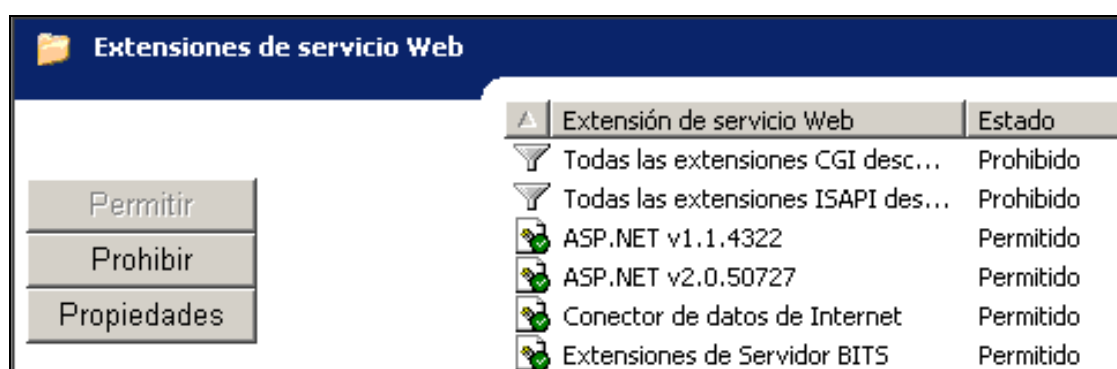 Extensiones de servicio Web
Extensión de servicio Web Estado
Todas las extensiones CGI desc... Prohibido
Todas las extensiones ISAPI des... Prohibido
ASP.NET v1.1.4322 Permitido
ASP.NET v2.0.50727 Permitido
Conector de datos de Internet Permitido
Extensiones de Servidor BITS Permitido
Permitir
Prohibir
Propiedades